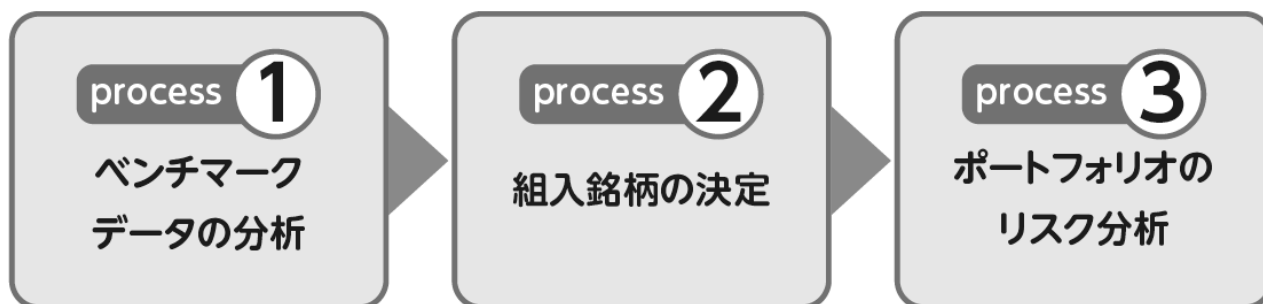 process 1
ベンチマーク
データの分析
process 2
組入銘柄の決定
process 3
ポートフォリオの
リスク分析